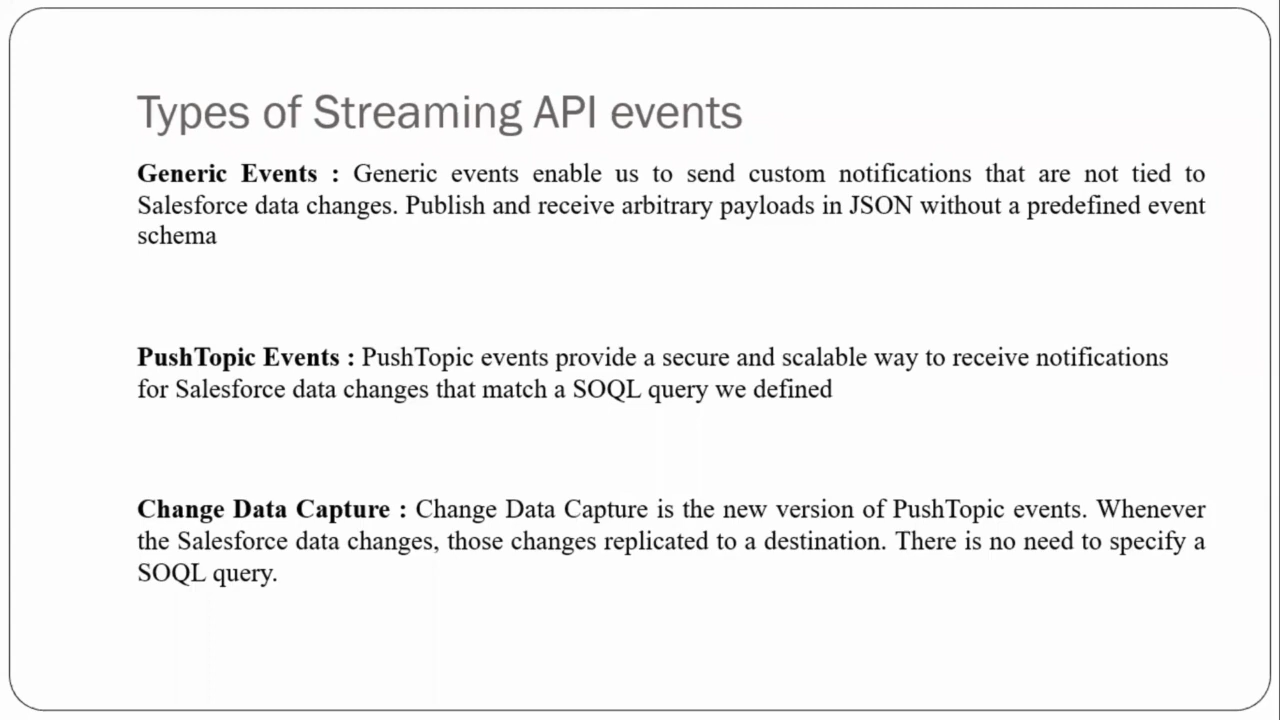 Types of Streaming API events
Generic Events : Generic events enable us to send custom notifications that are not tied to
Salesforce data changes. Publish and receive arbitrary payloads in JSON without a predefined event
schema
PushTopic Events : PushTopic events provide a secure and scalable way to receive notifications
for Salesforce data changes that match a SOQL query we defined
Change Data Capture : Change Data Capture is the new version of PushTopic events. Whenever
the Salesforce data changes, those changes replicated to a destination. There is no need to specify a
SOQL query.